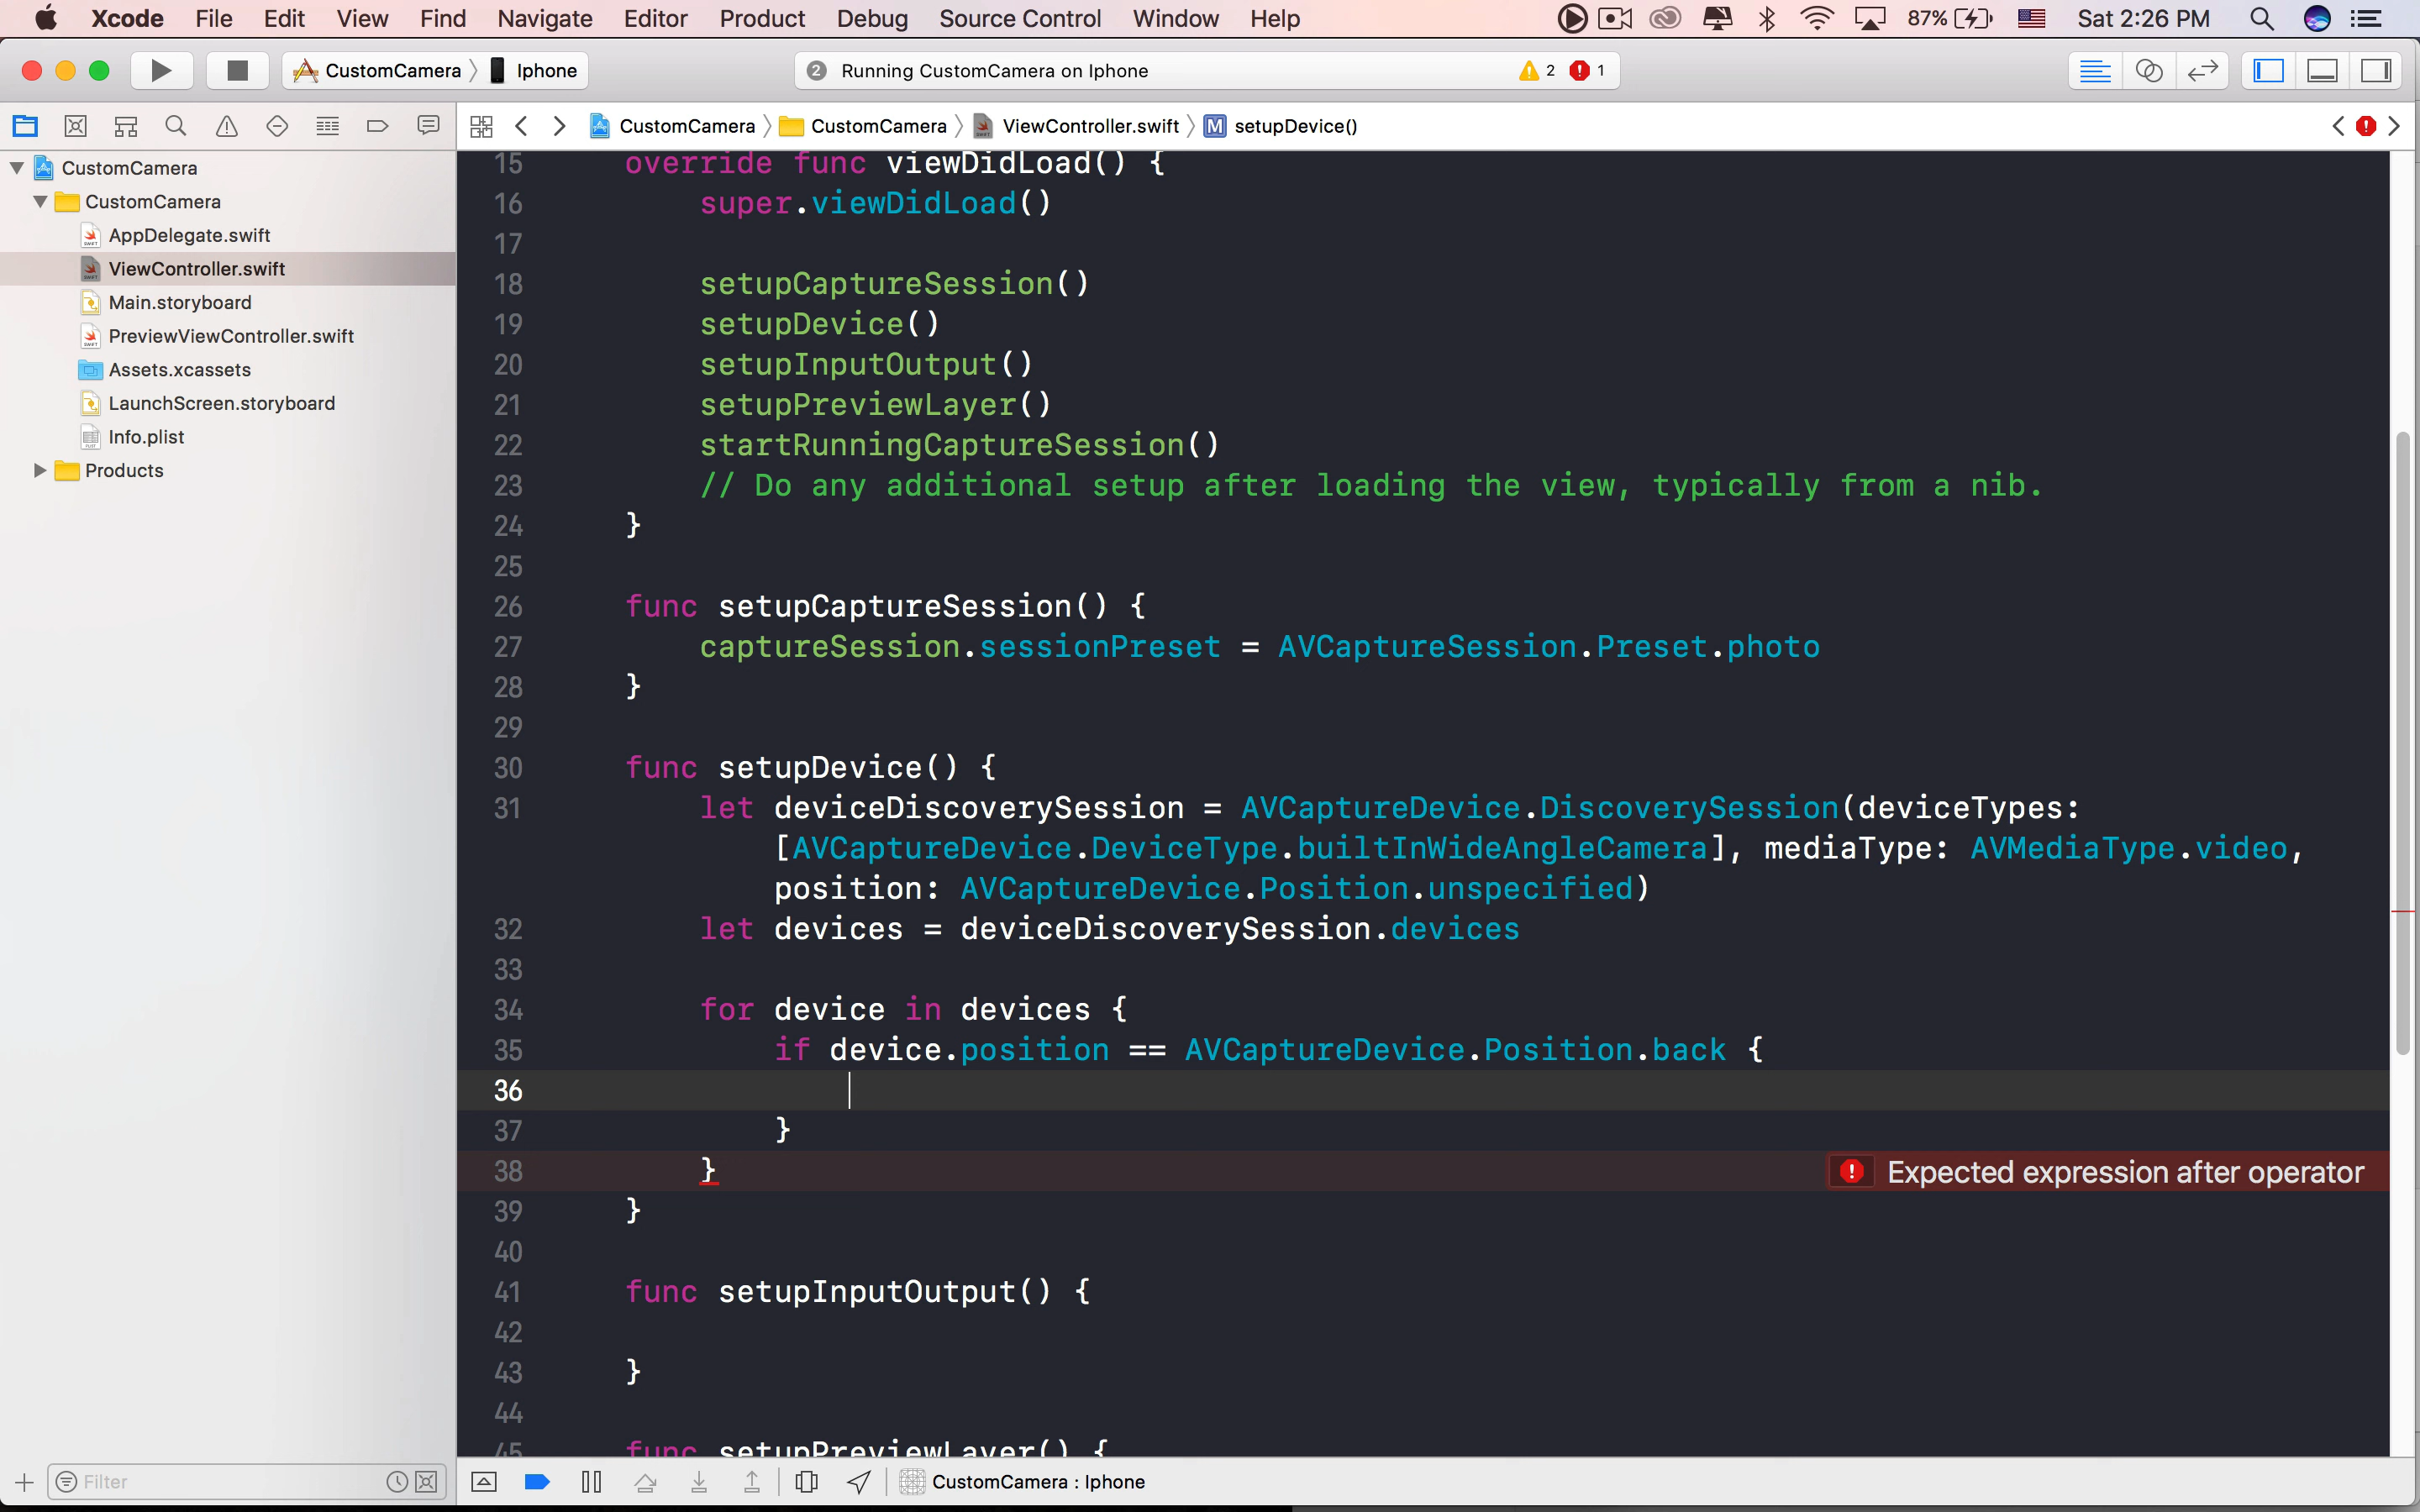 Xcode File Edit View Find Navigate Editor Product Debug Source Control Window Help 87% Sat 2:26 PM
CustomCamera Iphone 2 Running CustomCamera on Iphone 2 1
CustomCamera CustomCamera ViewController.swift M setupDevice()
CustomCamera
CustomCamera
AppDelegate.swift
ViewController.swift
Main.storyboard
PreviewViewController.swift
Assets.xcassets
LaunchScreen.storyboard
Info.plist
Products
15 override func viewDidLoad() {
16 super.viewDidLoad()
17
18 setupCaptureSession()
19 setupDevice()
20 setupInputOutput()
21 setupPreviewLayer()
22 startRunningCaptureSession()
23 // Do any additional setup after loading the view, typically from a nib.
24 }
25
26 func setupCaptureSession() {
27 captureSession.sessionPreset = AVCaptureSession.Preset.photo
28 }
29
30 func setupDevice() {
31 let deviceDiscoverySession = AVCaptureDevice.DiscoverySession(deviceTypes:
[AVCaptureDevice.DeviceType.builtInWideAngleCamera], mediaType: AVMediaType.video,
position: AVCaptureDevice.Position.unspecified)
32 let devices = deviceDiscoverySession.devices
33
34 for device in devices {
35 if device.position == AVCaptureDevice.Position.back {
36
37 }
38 } Expected expression after operator
39 }
40
41 func setupInputOutput() {
42
43 }
44
45 func setupPreviewLayer() {
Filter
CustomCamera : Iphone